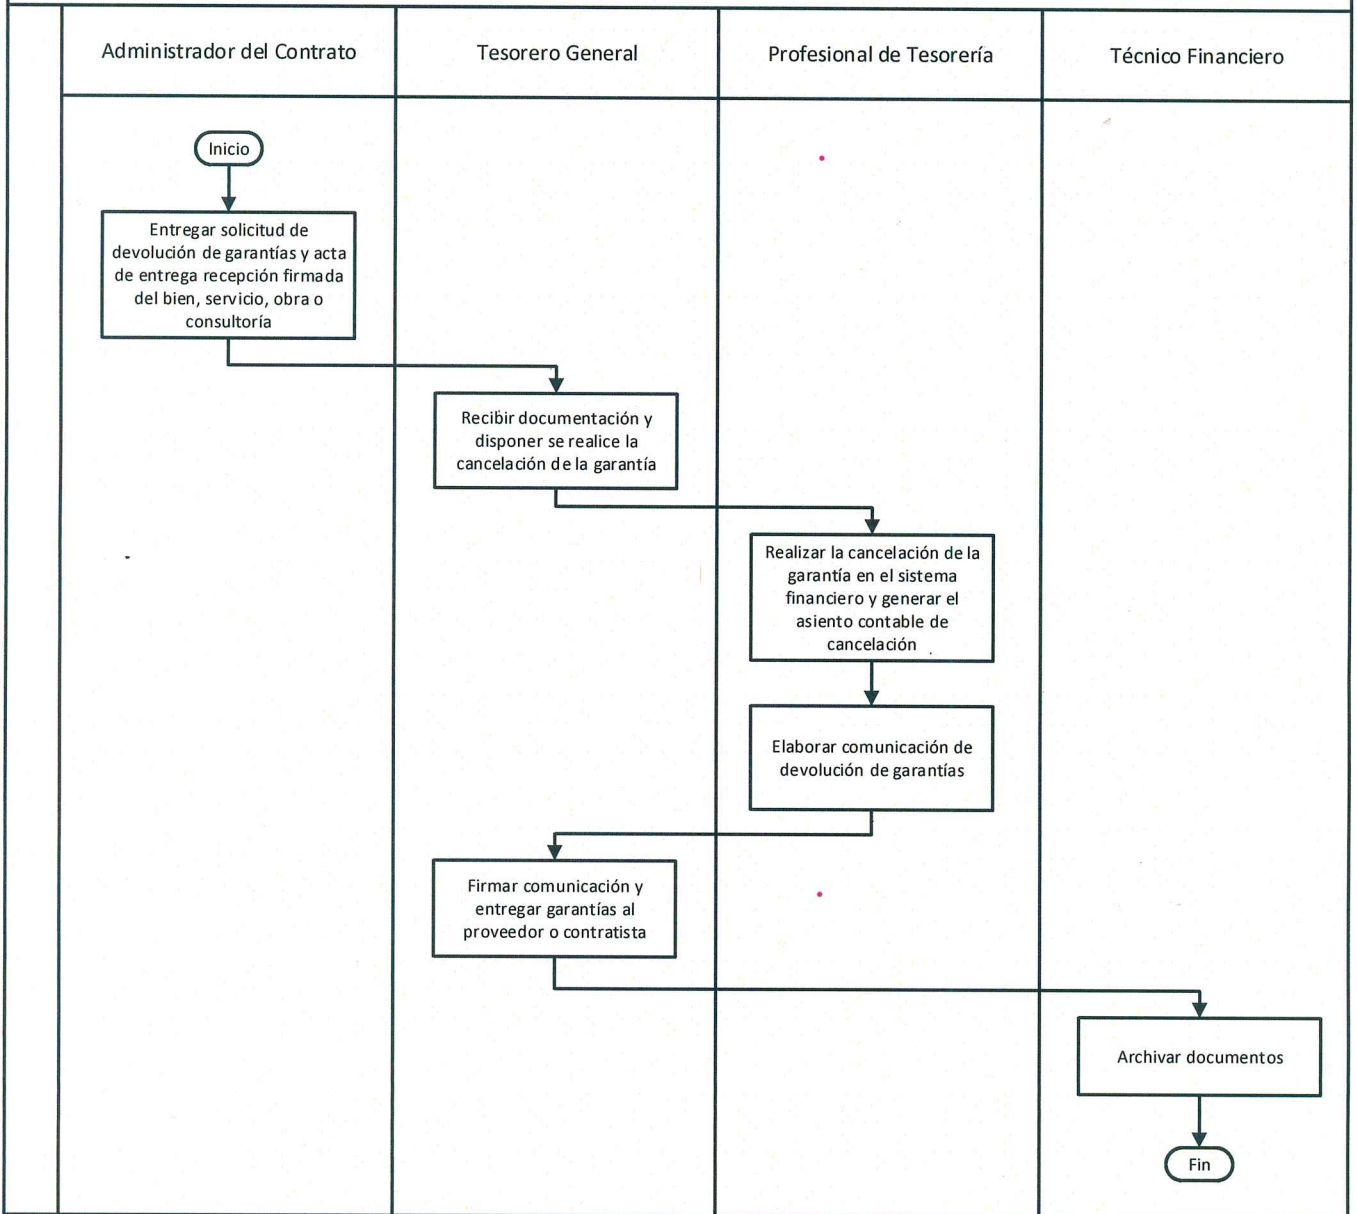 Administrador del Contrato
Tesorero General
Profesional de Tesorería
Técnico Financiero
Inicio
Entregar solicitud de
devolución de garantías y acta
de entrega recepción firmada
del bien, servicio, obra o
consultoría
Recibir documentación y
disponer se realice la
cancelación de la garantía
Realizar la cancelación de la
garantía en el sistema
financiero y generar el
asiento contable de
cancelación
Elaborar comunicación de
devolución de garantías
Firmar comunicación y
entregar garantías al
proveedor o contratista
Archivar documentos
Fin